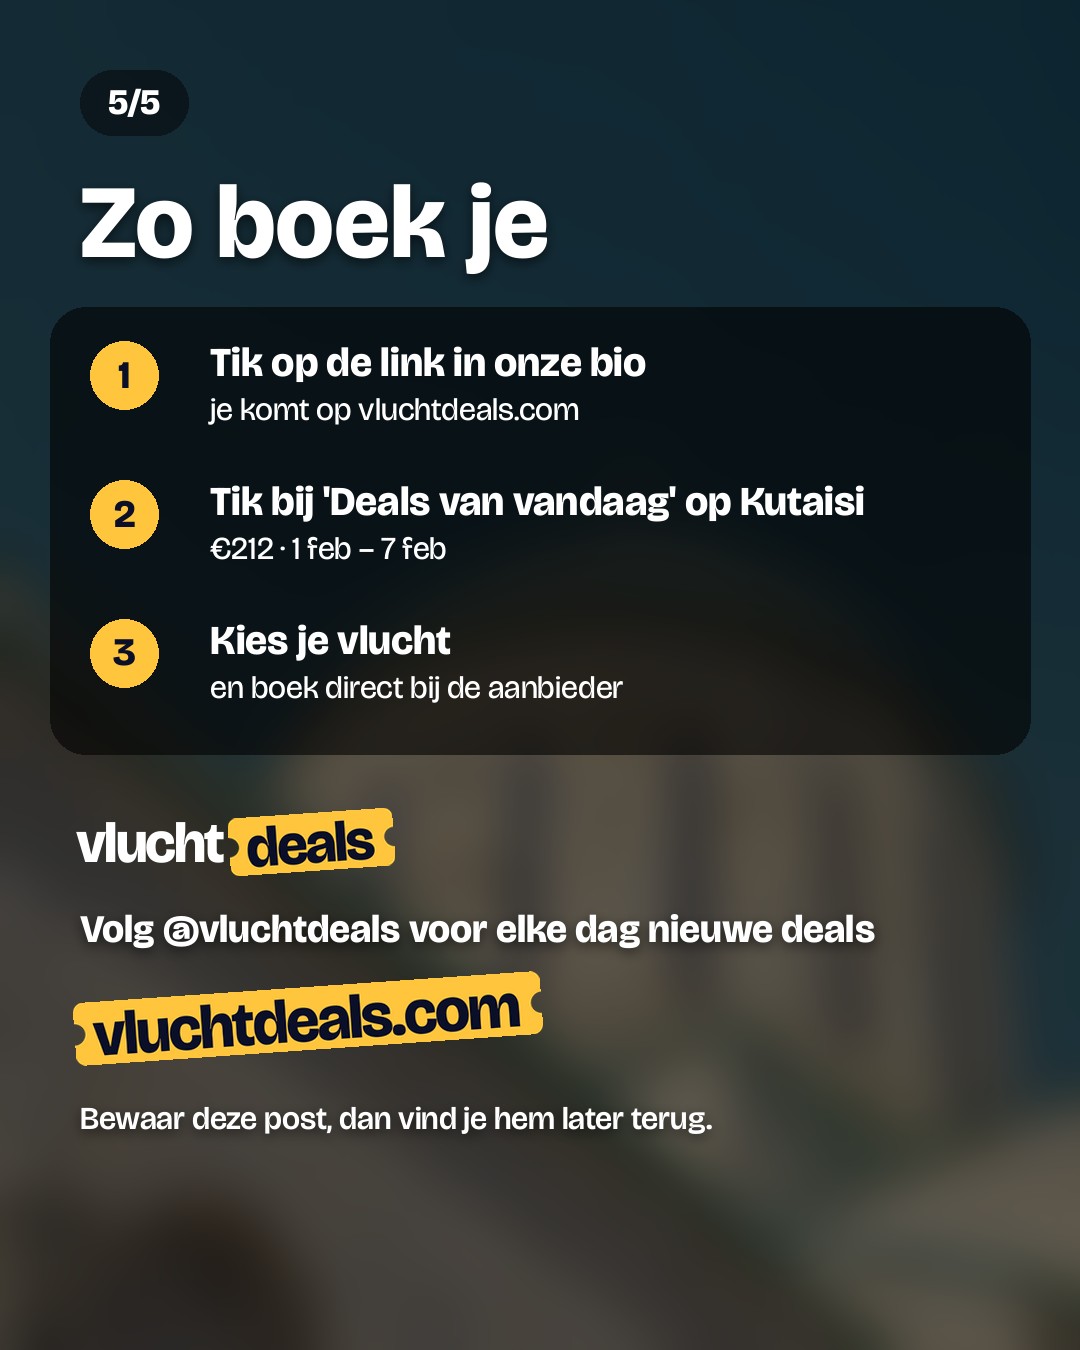 5/5
Zo boek je
1
Tik op de link in onze bio
je komt op vluchtdeals.com
2
Tik bij 'Deals van vandaag' op Kutaisi
€212 · 1 feb – 7 feb
3
Kies je vlucht
en boek direct bij de aanbieder
vlucht deals
Volg @vluchtdeals voor elke dag nieuwe deals
vluchtdeals.com
Bewaar deze post, dan vind je hem later terug.